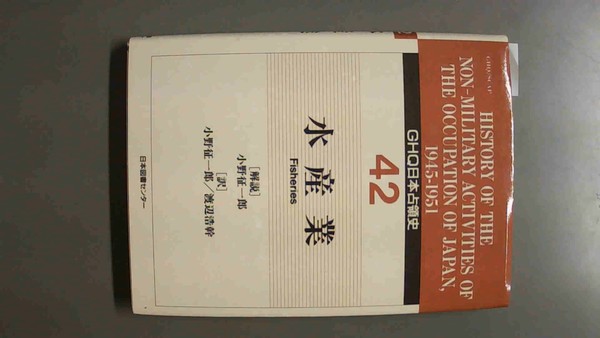 GHQ/SCAP
HISTORY OF THE
NON-MILITARY ACTIVITIES OF
THE OCCUPATION OF JAPAN,
1945-1951
GHQ日本占領史
42
水産業
Fisheries
[解説]
小野征一郎
[訳]
小野征一郎/渡辺浩幹
日本図書センター